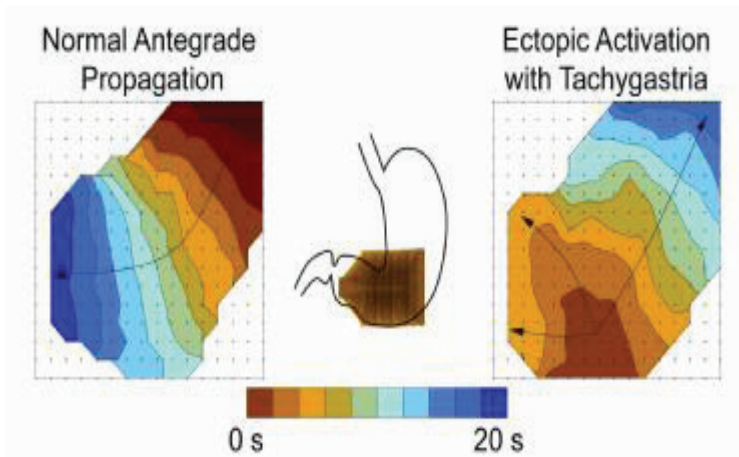 Normal Antegrade
Propagation
Ectopic Activation
with Tachygastria
0 s
20 s